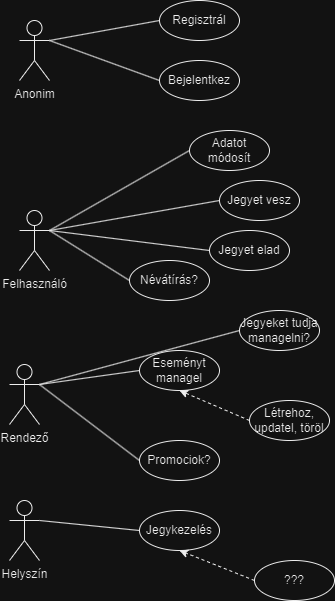 Regisztrál
Anonim
Bejelentkez
Adatot
módosít
Jegyet vesz
Felhasználó
Jegyet elad
Névátírás?
Jegyeket tudja
managelni?
Eseményt
managel
Rendező
Létrehoz,
updatel, töröl
Promociok?
Jegykezelés
Helyszín
???